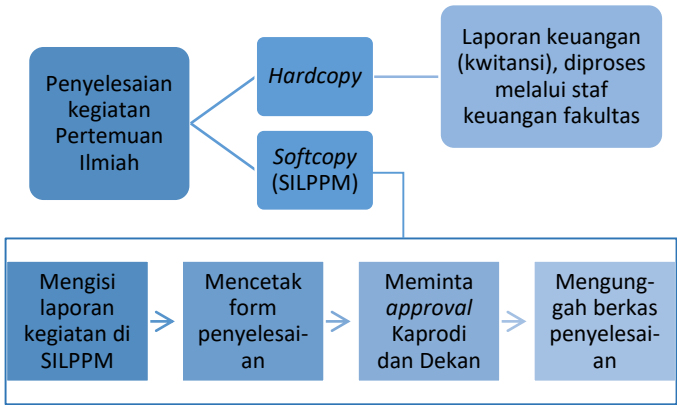 Penyelesaian
kegiatan
Pertemuan
Ilmiah
Hardcopy
Laporan keuangan
(kwitansi), diproses
melalui staf
keuangan fakultas
Softcopy
(SILPPM)
Mengisi
laporan
kegiatan di
SILPPM
Mencetak
form
penyelesai-
an
Meminta
approval
Kaprodi
dan Dekan
Mengung-
gah berkas
penyelesai-
an